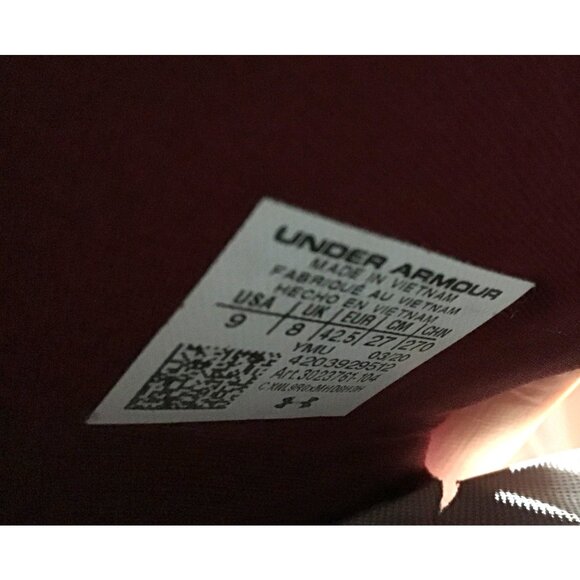 UNDER ARMOUR
MADE IN VIETNAM
FABRIQUÉ AU VIETNAM
HECHO EN VIETNAM
USA UK EUR CM CHN
9 8 42.5 27 270
YMU 03/20
4203929512
Art.3023761-104